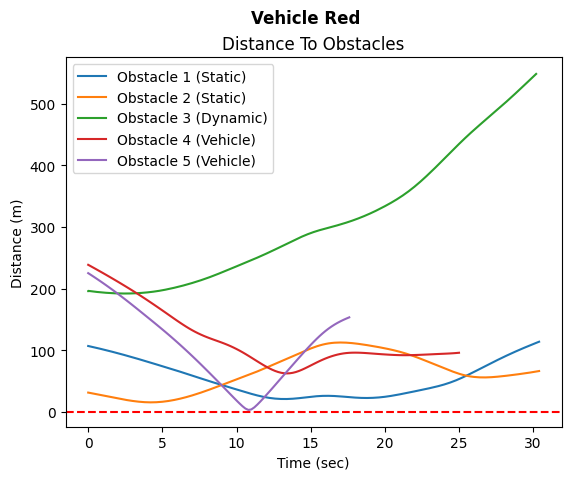 Vehicle Red
Distance To Obstacles
Obstacle 1 (Static)
Obstacle 2 (Static)
Obstacle 3 (Dynamic)
Obstacle 4 (Vehicle)
Obstacle 5 (Vehicle)
Distance (m)
500
400
300
200
100
0
0 5 10 15 20 25 30
Time (sec)